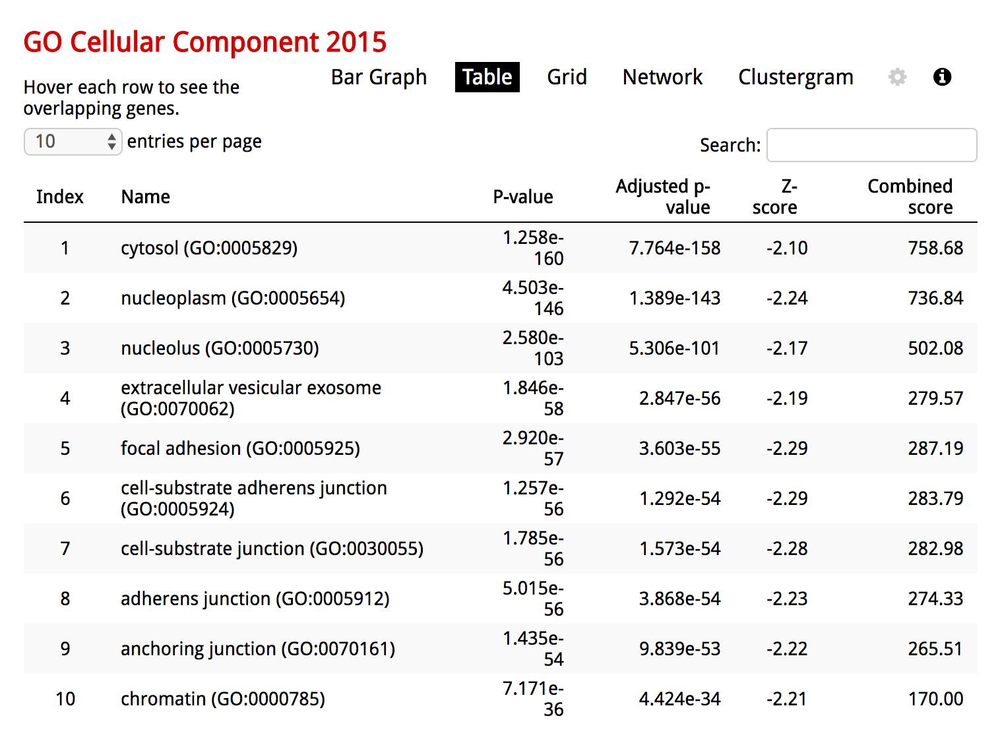 GO Cellular Component 2015
Bar Graph Table Grid Network Clustergram
Hover each row to see the
overlapping genes.
10 entries per page
Search:
Index Name P-value Adjusted p-
value Z-
score Combined
score
1 cytosol (GO:0005829) 1.258e-
160 7.764e-158 -2.10 758.68
2 nucleoplasm (GO:0005654) 4.503e-
146 1.389e-143 -2.24 736.84
3 nucleolus (GO:0005730) 2.580e-
103 5.306e-101 -2.17 502.08
4 extracellular vesicular exosome
(GO:0070062) 1.846e-
58 2.847e-56 -2.19 279.57
5 focal adhesion (GO:0005925) 2.920e-
57 3.603e-55 -2.29 287.19
6 cell-substrate adherens junction
(GO:0005924) 1.257e-
56 1.292e-54 -2.29 283.79
7 cell-substrate junction (GO:0030055) 1.785e-
56 1.573e-54 -2.28 282.98
8 adherens junction (GO:0005912) 5.015e-
56 3.868e-54 -2.23 274.33
9 anchoring junction (GO:0070161) 1.435e-
54 9.839e-53 -2.22 265.51
10 chromatin (GO:0000785) 7.171e-
36 4.424e-34 -2.21 170.00